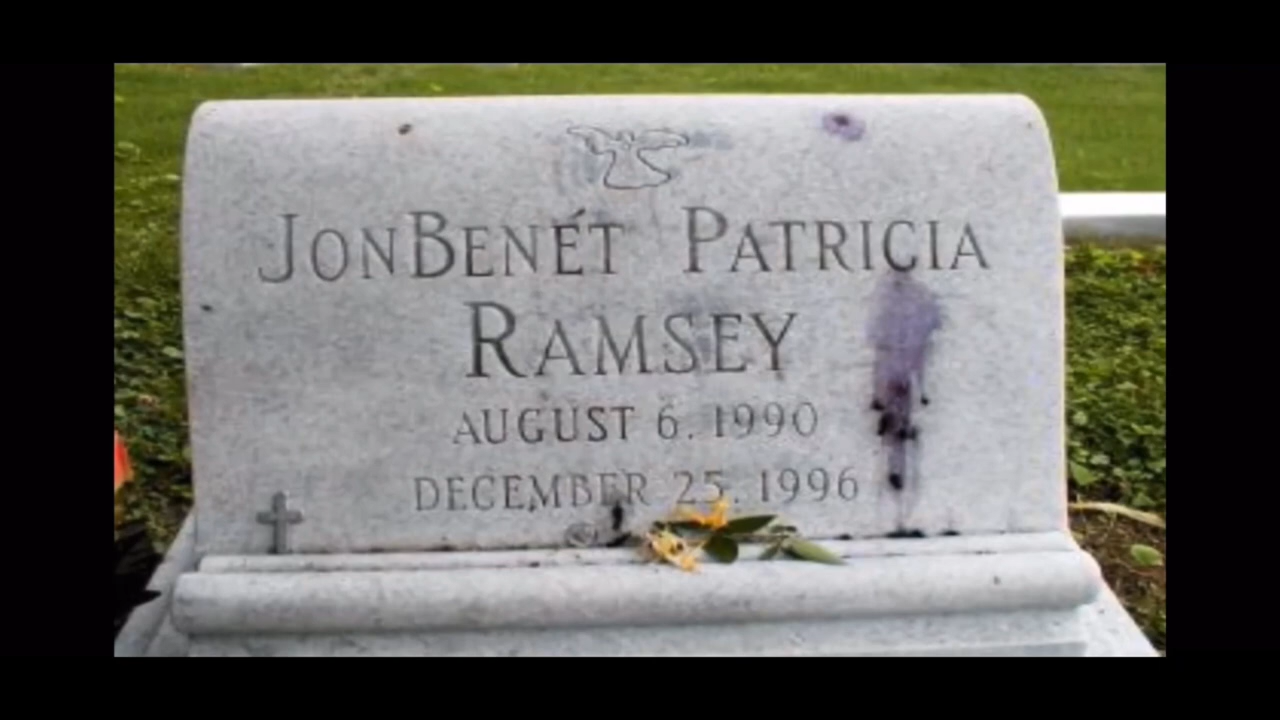 JonBenét Patricia
Ramsey
August 6, 1990
December 25, 1996